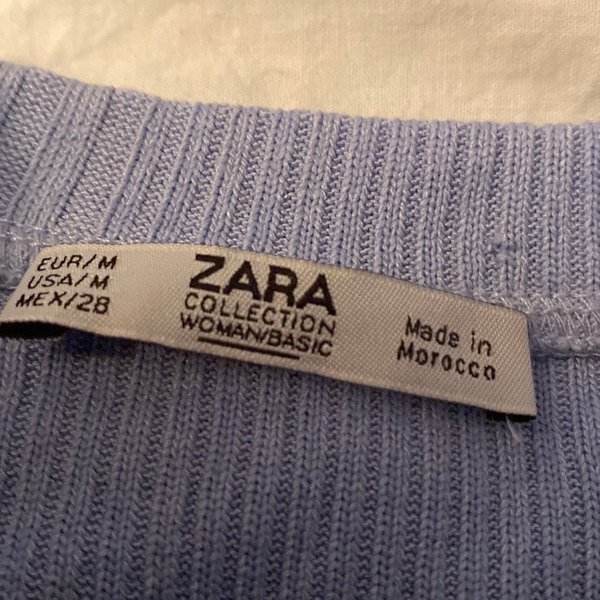 EUR/M
USA/M
MEX/28
ZARA
COLLECTION
WOMAN/BASIC
Made in
Morocco